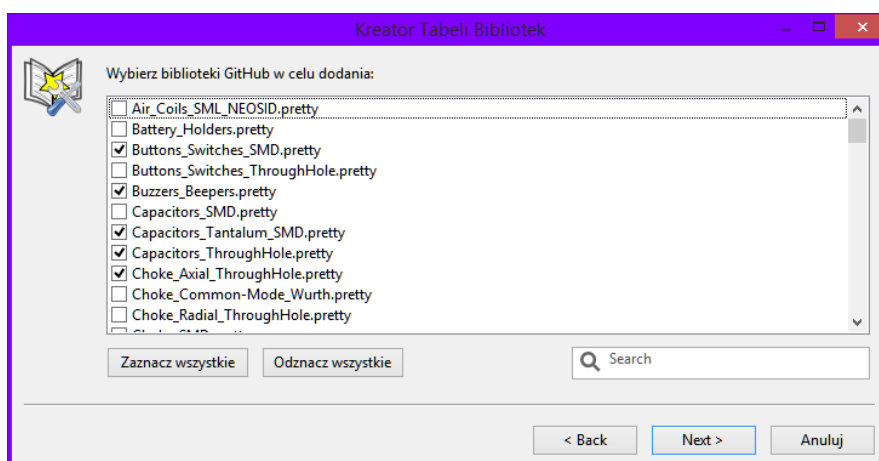 Kreator Tabeli Bibliotek
Wybierz biblioteki GitHub w celu dodania:
Air_Coils_SML_NEOSID.pretty
Battery_Holders.pretty
Buttons_Switches_SMD.pretty
Buttons_Switches_ThroughHole.pretty
Buzzers_Beepers.pretty
Capacitors_SMD.pretty
Capacitors_Tantalum_SMD.pretty
Capacitors_ThroughHole.pretty
Choke_Axial_ThroughHole.pretty
Choke_Common-Mode_Wurth.pretty
Choke_Radial_ThroughHole.pretty
Zaznacz wszystkie Odznacz wszystkie Search
< Back Next > Anuluj